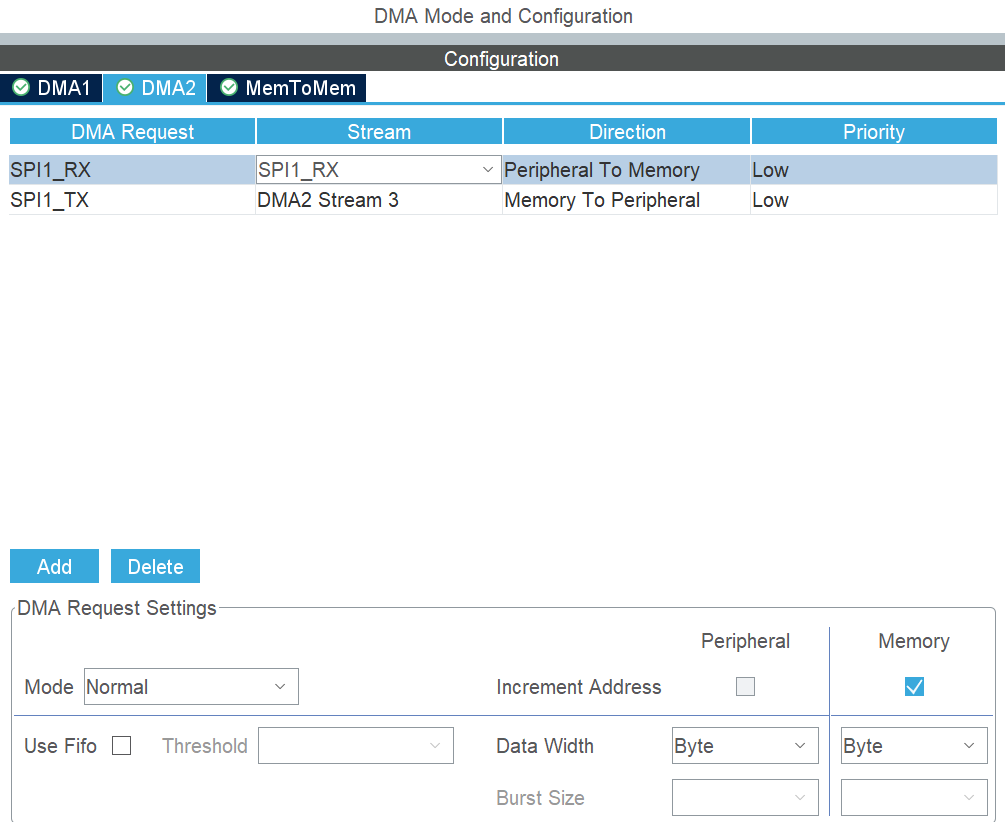 DMA Mode and Configuration
Configuration
DMA1 DMA2 MemToMem
DMA Request Stream Direction Priority
SPI1_RX SPI1_RX Peripheral To Memory Low
SPI1_TX DMA2 Stream 3 Memory To Peripheral Low
Add Delete
DMA Request Settings
Peripheral Memory
Mode Normal Increment Address
Use Fifo Threshold Data Width Byte Byte
Burst Size